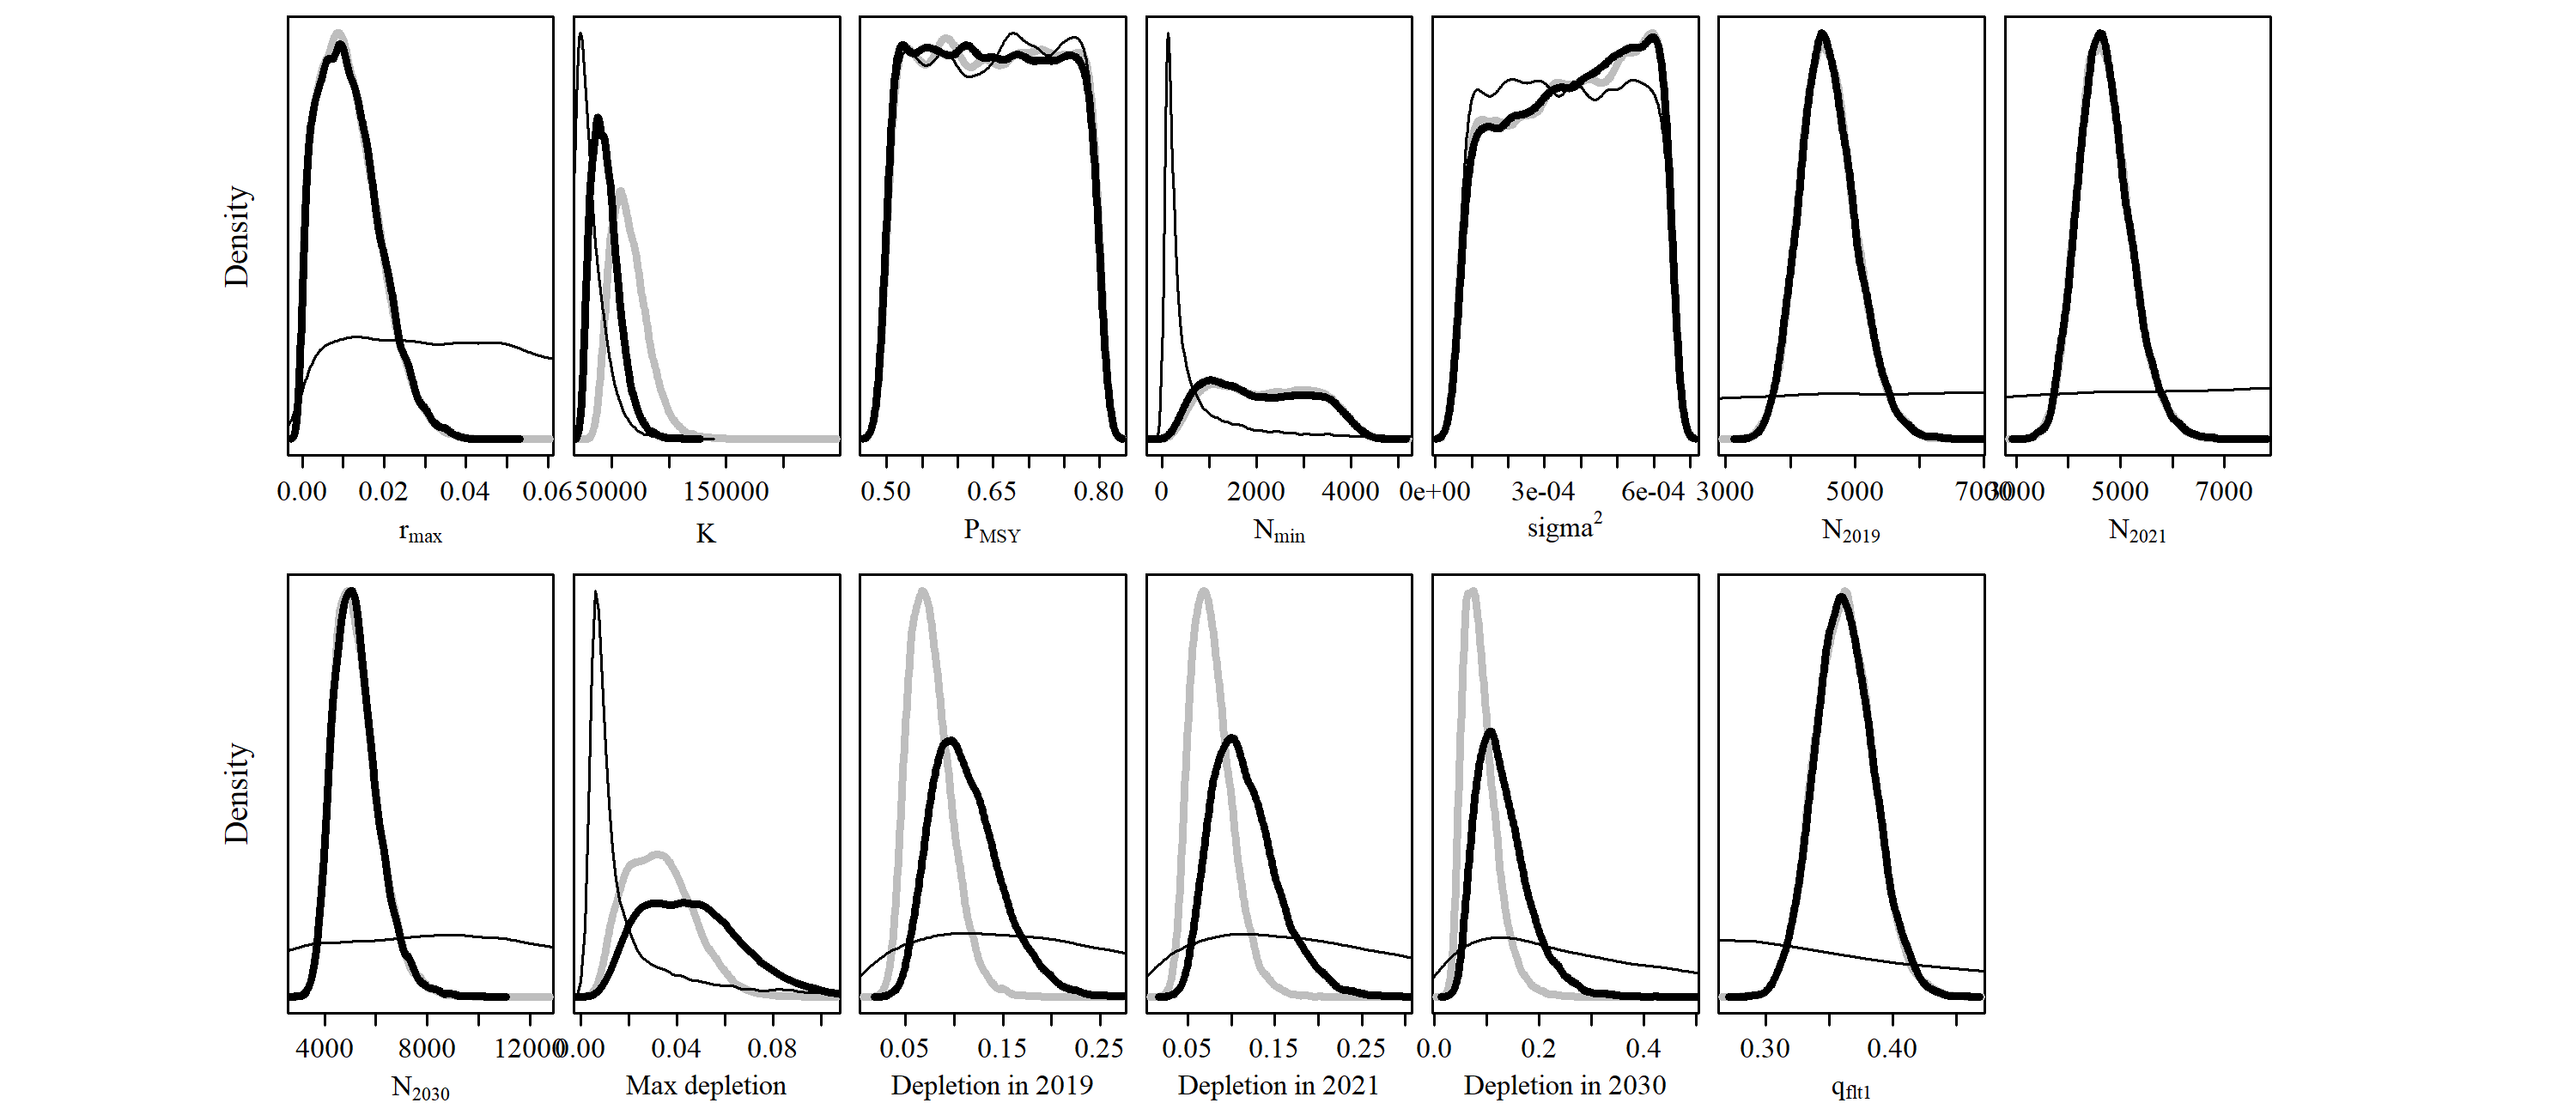 Density
0.00 0.02 0.04 0.06 50000 150000 0.50 0.65 0.80 0 2000 4000 0e+00 3e-04 6e-04 3000 5000 7000 3000 5000 7000
rmax K PMSY Nmin sigma2 N2019 N2021
Density
4000 8000 12000 0.00 0.04 0.08 0.05 0.15 0.25 0.05 0.15 0.25 0.0 0.2 0.4 0.30 0.40
N2030 Max depletion Depletion in 2019 Depletion in 2021 Depletion in 2030 qflt1